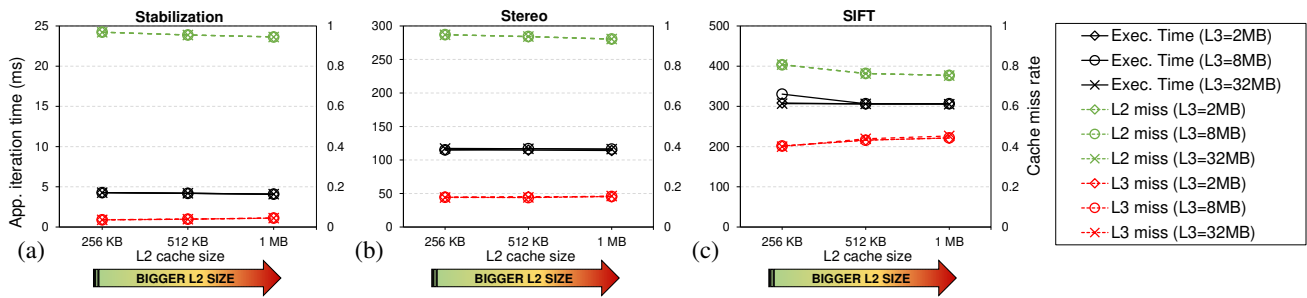 Stabilization
App. iteration time (ms)
25
20
15
10
5
0
1
0.8
0.6
0.4
0.2
0
256 KB 512 KB 1 MB
L2 cache size
(a)
BIGGER L2 SIZE
Stereo
300
250
200
150
100
50
0
1
0.8
0.6
0.4
0.2
0
256 KB 512 KB 1 MB
L2 cache size
(b)
BIGGER L2 SIZE
SIFT
500
400
300
200
100
0
1
0.8
0.6
0.4
0.2
0
Cache miss rate
256 KB 512 KB 1 MB
L2 cache size
(c)
BIGGER L2 SIZE
Exec. Time (L3=2MB)
Exec. Time (L3=8MB)
Exec. Time (L3=32MB)
L2 miss (L3=2MB)
L2 miss (L3=8MB)
L2 miss (L3=32MB)
L3 miss (L3=2MB)
L3 miss (L3=8MB)
L3 miss (L3=32MB)